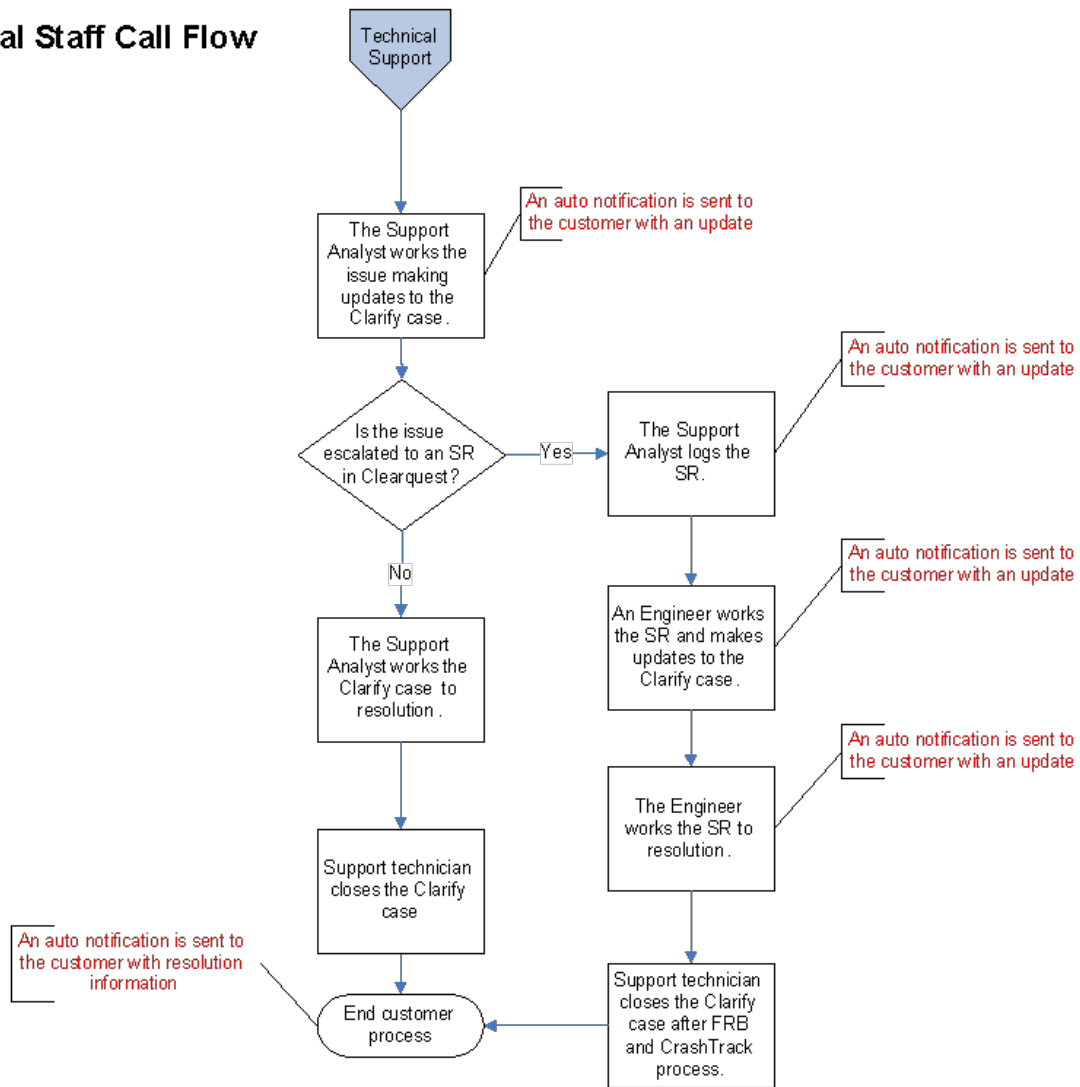 al Staff Call Flow
Technical
Support
An auto notification is sent to
the customer with an update
The Support
Analyst works the
issue making
updates to the
Clarify case .
An auto notification is sent to
the customer with an update
Is the issue
escalated to an SR
in Clearquest?
Yes
The Support
Analyst logs the
SR.
An auto notification is sent to
the customer with an update
No
An Engineer works
the SR and makes
updates to the
Clarify case .
The Support
Analyst works the
Clarify case to
resolution .
An auto notification is sent to
the customer with an update
The Engineer
works the SR to
resolution .
Support technician
closes the Clarify
case
An auto notification is sent to
the customer with resolution
information
End customer
process
Support technician
closes the Clarify
case after FRB
and CrashTrack
process.